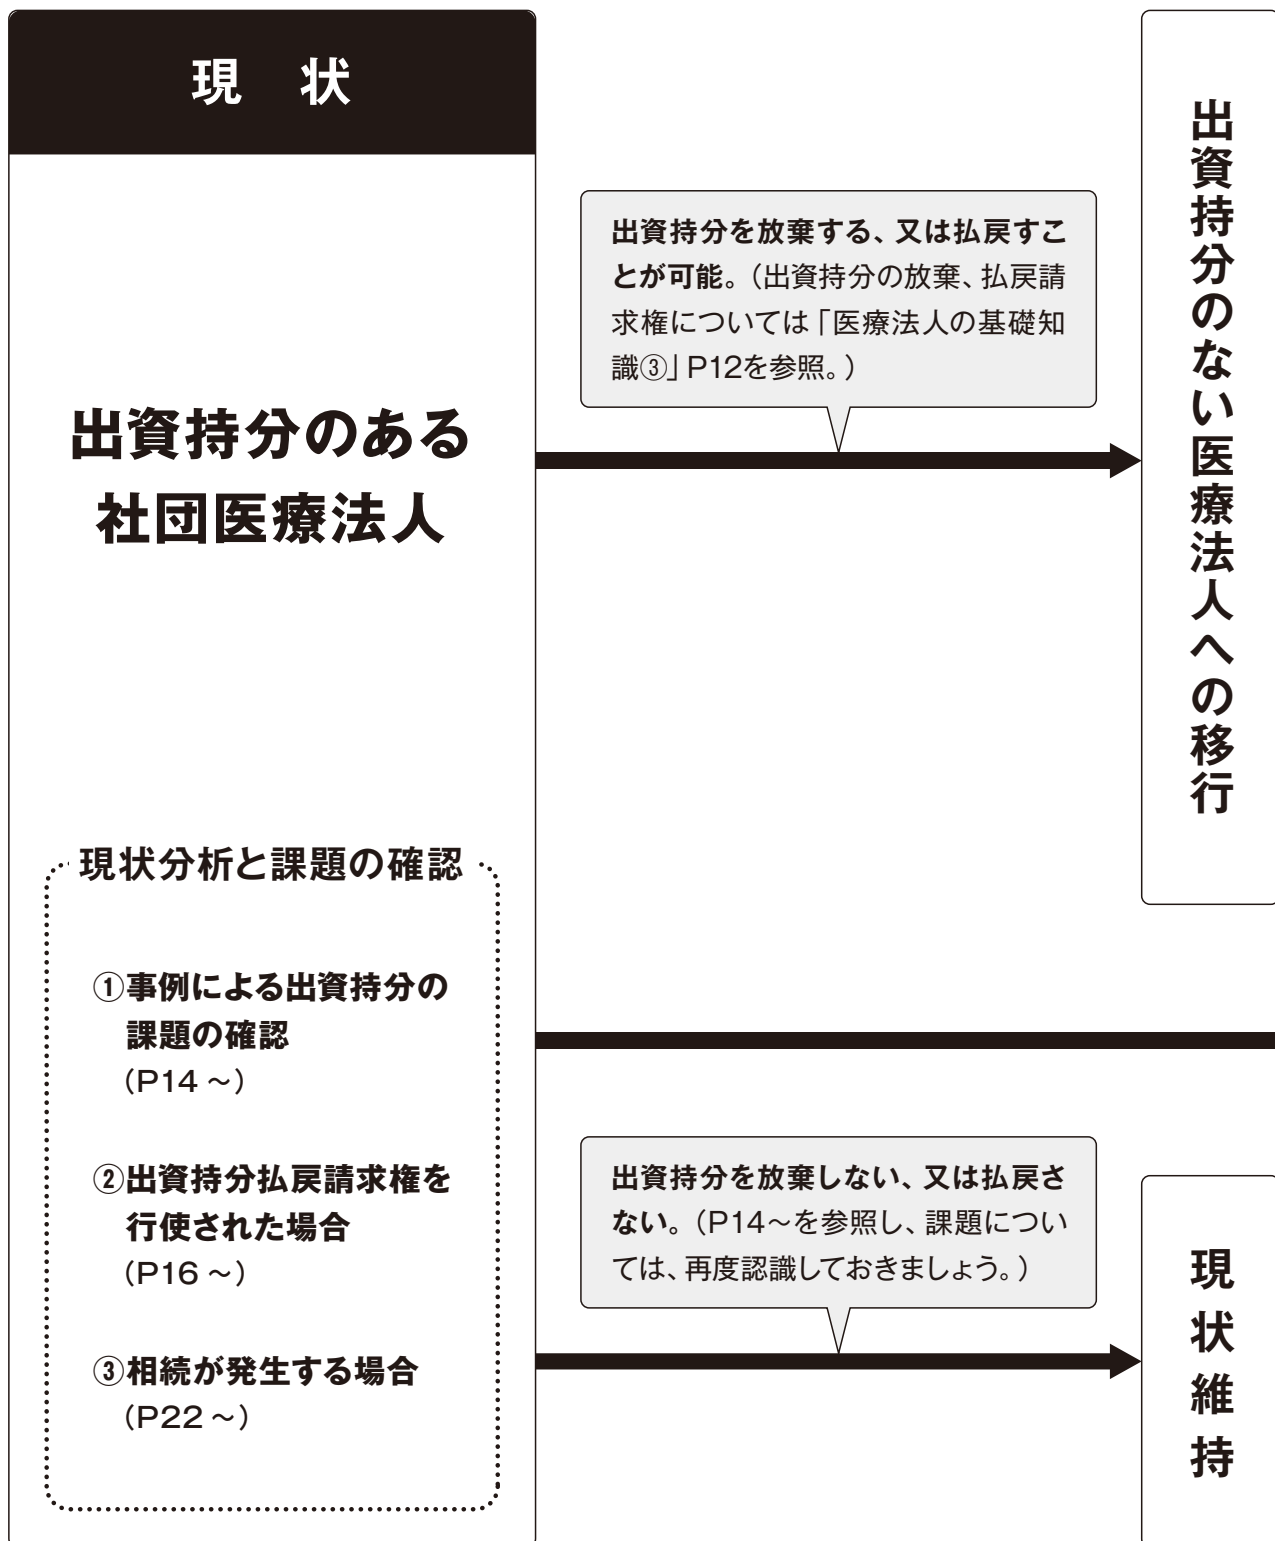 現　状
出資持分のある
社団医療法人
現状分析と課題の確認
①事例による出資持分の
課題の確認
（P14 ～）
②出資持分払戻請求権を
行使された場合
（P16 ～）
③相続が発生する場合
（P22 ～）
出資持分を放棄する、又は払戻すこ
とが可能。（出資持分の放棄、払戻請
求権については「医療法人の基礎知
識③」P12を参照。）
出資持分のない医療法人への移行
出資持分を放棄しない、又は払戻さ
ない。（P14～を参照し、課題につい
ては、再度認識しておきましょう。）
現状維持